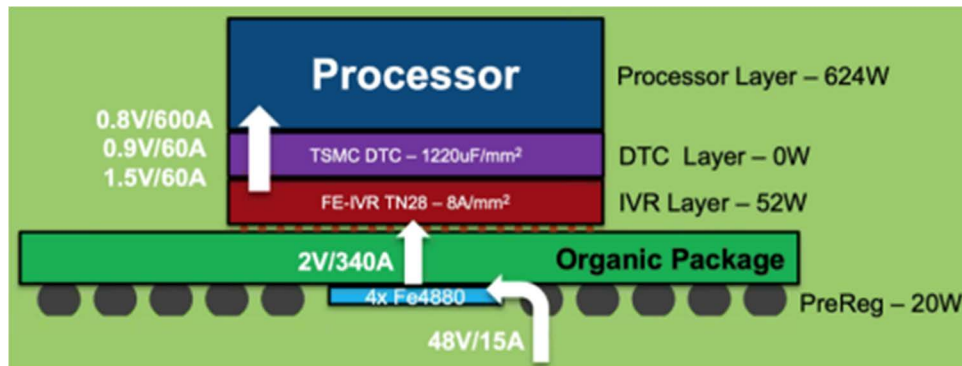 Processor
Processor Layer – 624W
0.8V/600A
0.9V/60A
1.5V/60A
TSMC DTC – 1220uF/mm²
DTC Layer – 0W
FE-IVR TN28 – 8A/mm²
IVR Layer – 52W
2V/340A
Organic Package
4x Fe4880
PreReg – 20W
48V/15A